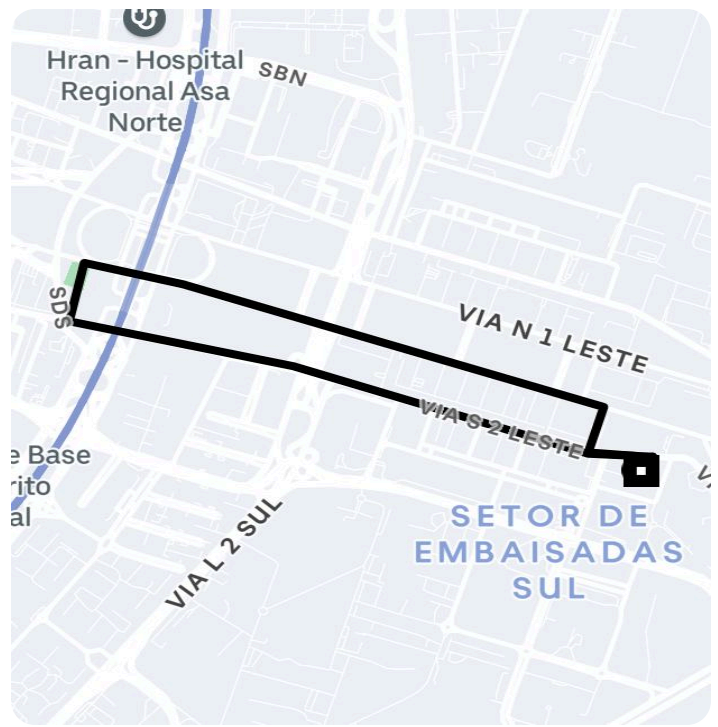 Hran - Hospital
Regional Asa
Norte
SBN
SDS
VIA N 1 LESTE
VIA S 2 LESTE
e Base
rito
al
VIA L 2 SUL
SETOR DE
EMBAISADAS
SUL